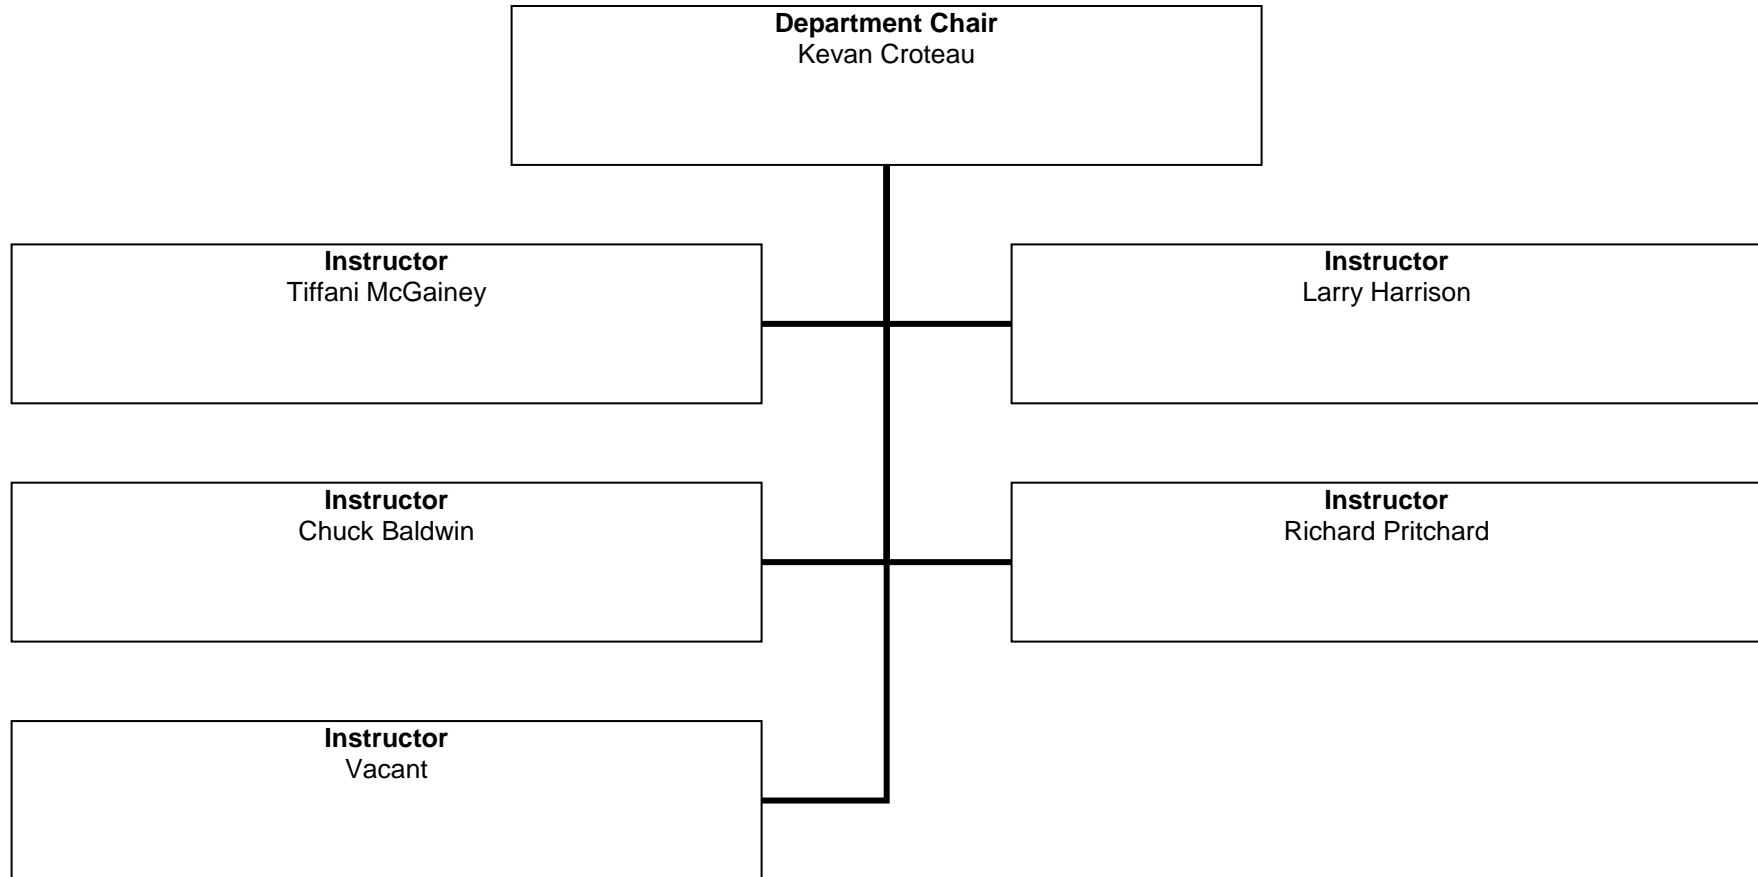 Department Chair
Kevan Croteau
Instructor
Tiffani McGainey
Instructor
Larry Harrison
Instructor
Chuck Baldwin
Instructor
Richard Pritchard
Instructor
Vacant